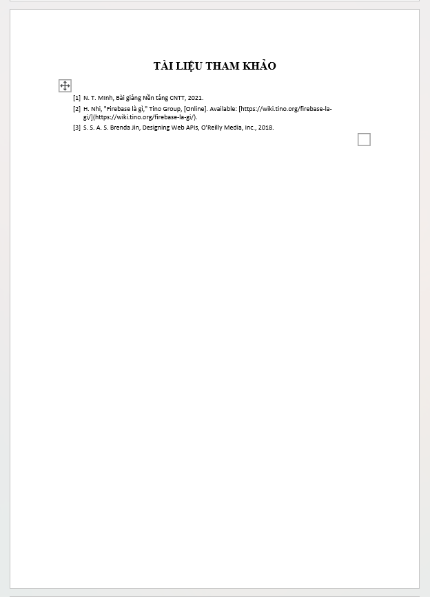 TÀI LIỆU THAM KHẢO
[1] N. T. Minh, Bài giảng Nền tảng CNTT, 2021.
[2] H. Nhi, "Firebase là gì," Tino Group, [Online]. Available: [https://wiki.tino.org/firebase-la-
gi/](https://wiki.tino.org/firebase-la-gi/).
[3] S. S. A. S. Brenda Jin, Designing Web APIs, O'Reilly Media, Inc., 2018.